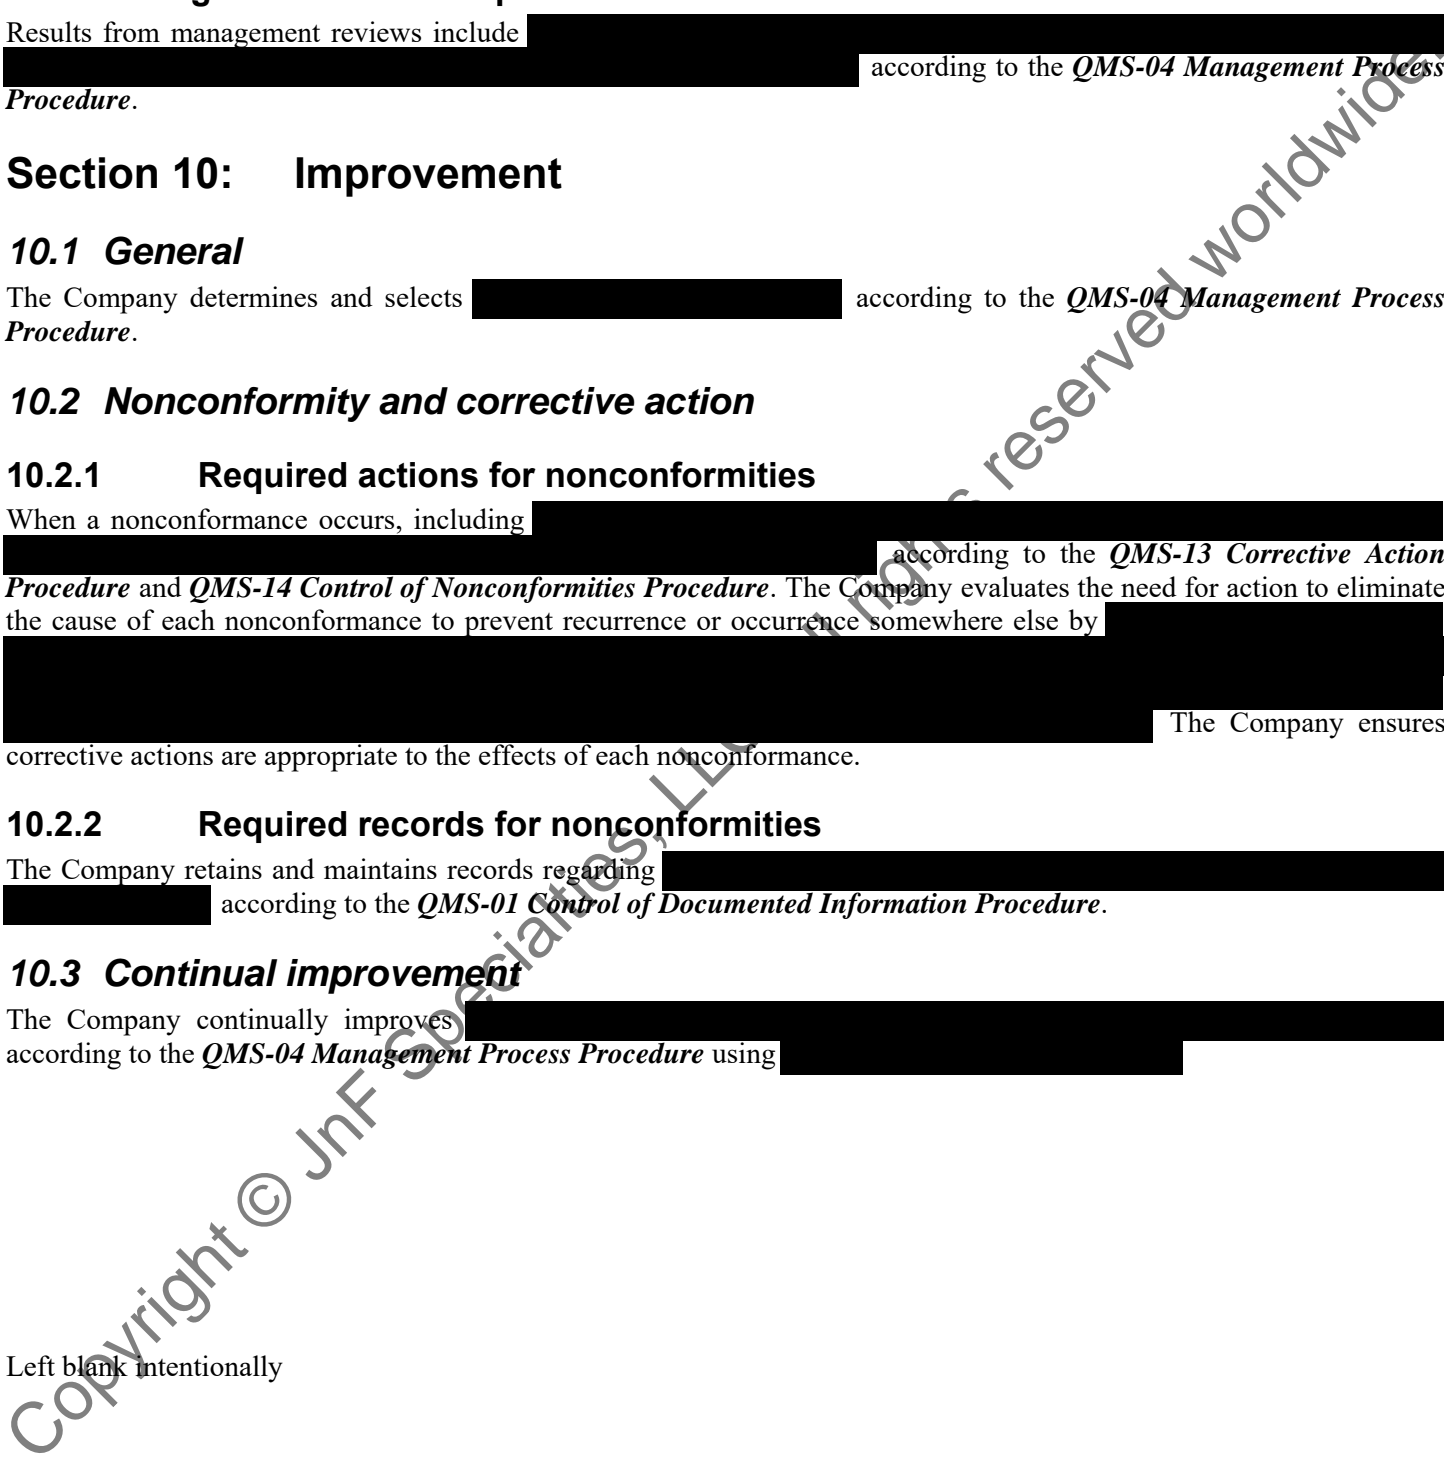 Results from management reviews include
according to the QMS-04 Management Process
Procedure.
Section 10: Improvement
10.1 General
The Company determines and selects according to the QMS-04 Management Process
Procedure.
10.2 Nonconformity and corrective action
10.2.1 Required actions for nonconformities
When a nonconformance occurs, including
according to the QMS-13 Corrective Action
Procedure and QMS-14 Control of Nonconformities Procedure. The Company evaluates the need for action to eliminate
the cause of each nonconformance to prevent recurrence or occurrence somewhere else by
The Company ensures
corrective actions are appropriate to the effects of each nonconformance.
10.2.2 Required records for nonconformities
The Company retains and maintains records regarding
according to the QMS-01 Control of Documented Information Procedure.
10.3 Continual improvement
The Company continually improves
according to the QMS-04 Management Process Procedure using
Left blank intentionally
Copyright © JnF Specialties, LLC. All rights reserved worldwide.